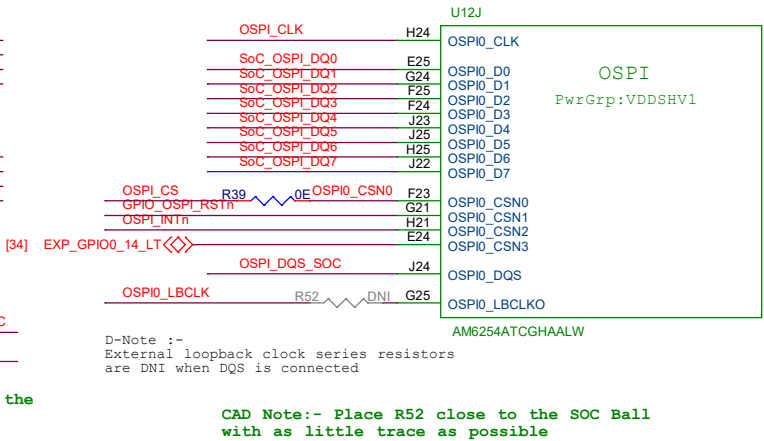 U12J
OSPI_CLK H24 OSPI0_CLK
SoC_OSPI_DQ0 E25 OSPI0_D0
SoC_OSPI_DQ1 G24 OSPI0_D1
SoC_OSPI_DQ2 F25 OSPI0_D2
SoC_OSPI_DQ3 F24 OSPI0_D3
SoC_OSPI_DQ4 J23 OSPI0_D4
SoC_OSPI_DQ5 J25 OSPI0_D5
SoC_OSPI_DQ6 H25 OSPI0_D6
SoC_OSPI_DQ7 J22 OSPI0_D7
OSPI
PwrGrp:VDDSHV1
OSPI_CS R39 0E OSPI0_CSN0 F23 OSPI0_CSN0
GPIO_OSPI_RSTn G21 OSPI0_CSN1
OSPI_INTn H21 OSPI0_CSN2
[34] EXP_GPIO0_14_LT E24 OSPI0_CSN3
OSPI_DQS_SOC J24 OSPI0_DQS
OSPI0_LBCLK R52 DNI G25 OSPI0_LBCLKO
C
AM6254ATCGHAALW
D-Note :-
External loopback clock series resistors
are DNI when DQS is connected
the
CAD Note:- Place R52 close to the SOC Ball
with as little trace as possible